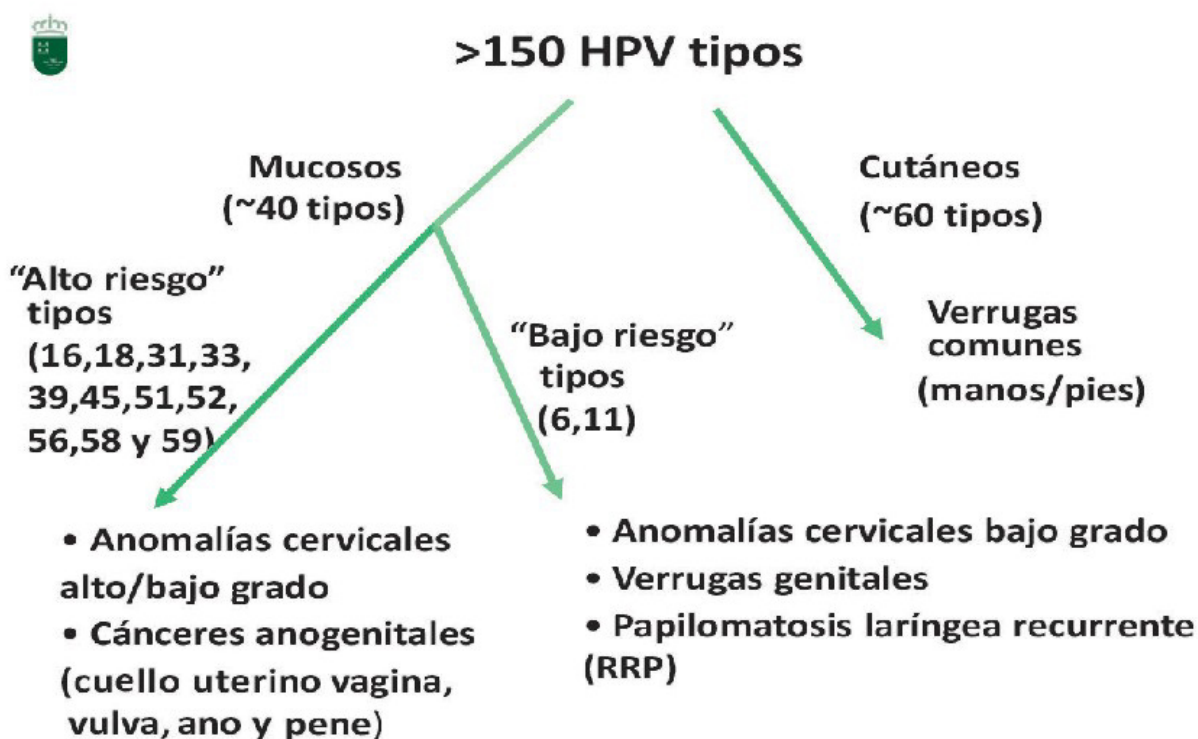 >150 HPV tipos
Mucosos
(~40 tipos)
Cutáneos
(~60 tipos)
“Alto riesgo”
tipos
(16,18,31,33,
39,45,51,52,
56,58 y 59)
“Bajo riesgo”
tipos
(6,11)
Verrugas
comunes
(manos/pies)
• Anomalías cervicales
alto/bajo grado
• Cánceres anogenitales
(cuello uterino vagina,
vulva, ano y pene)
• Anomalías cervicales bajo grado
• Verrugas genitales
• Papilomatosis laríngea recurrente
(RRP)